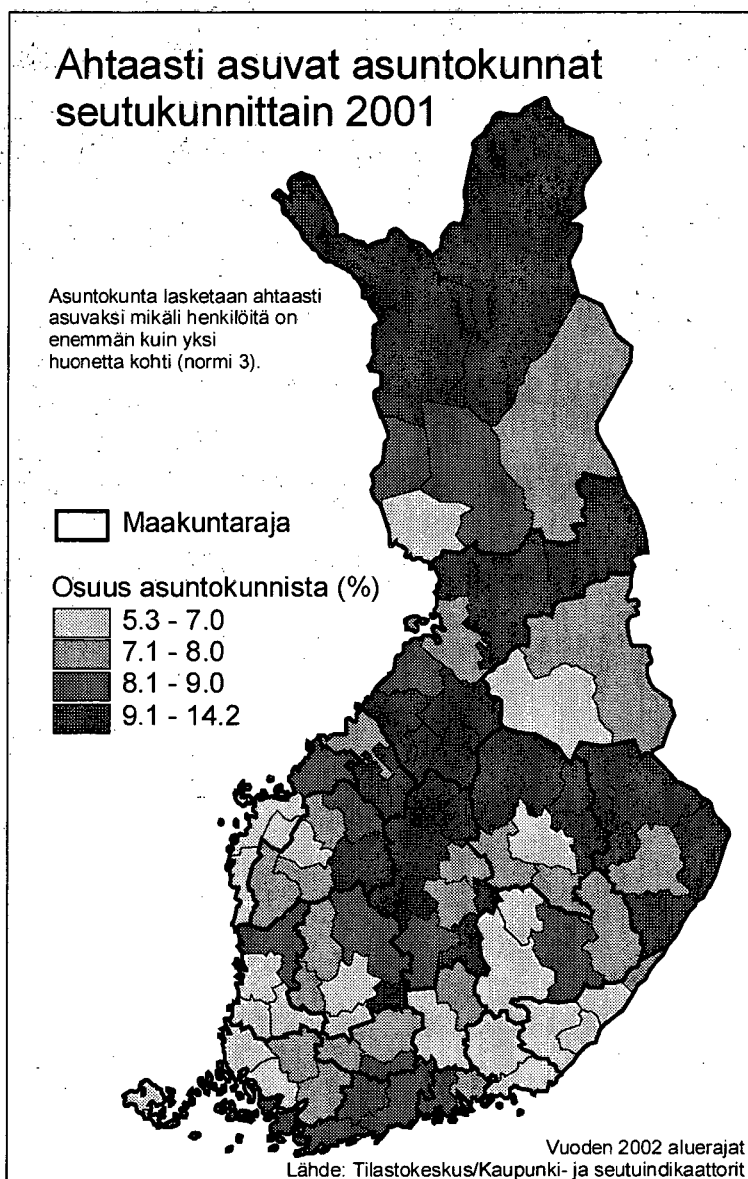 Ahtaasti asuvat asuntokunnat
seutukunnittain 2001
Asuntokunta lasketaan ahtaasti
asuvaksi mikäli henkilöitä on
enemmän kuin yksi
huonetta kohti (normi 3).
Maakuntaraja
Osuus asuntokunnista (%)
5.3 - 7.0
7.1 - 8.0
8.1 - 9.0
9.1 - 14.2
Vuoden 2002 aluerajat
Lähde: Tilastokeskus/Kaupunki- ja seutuindikaattorit